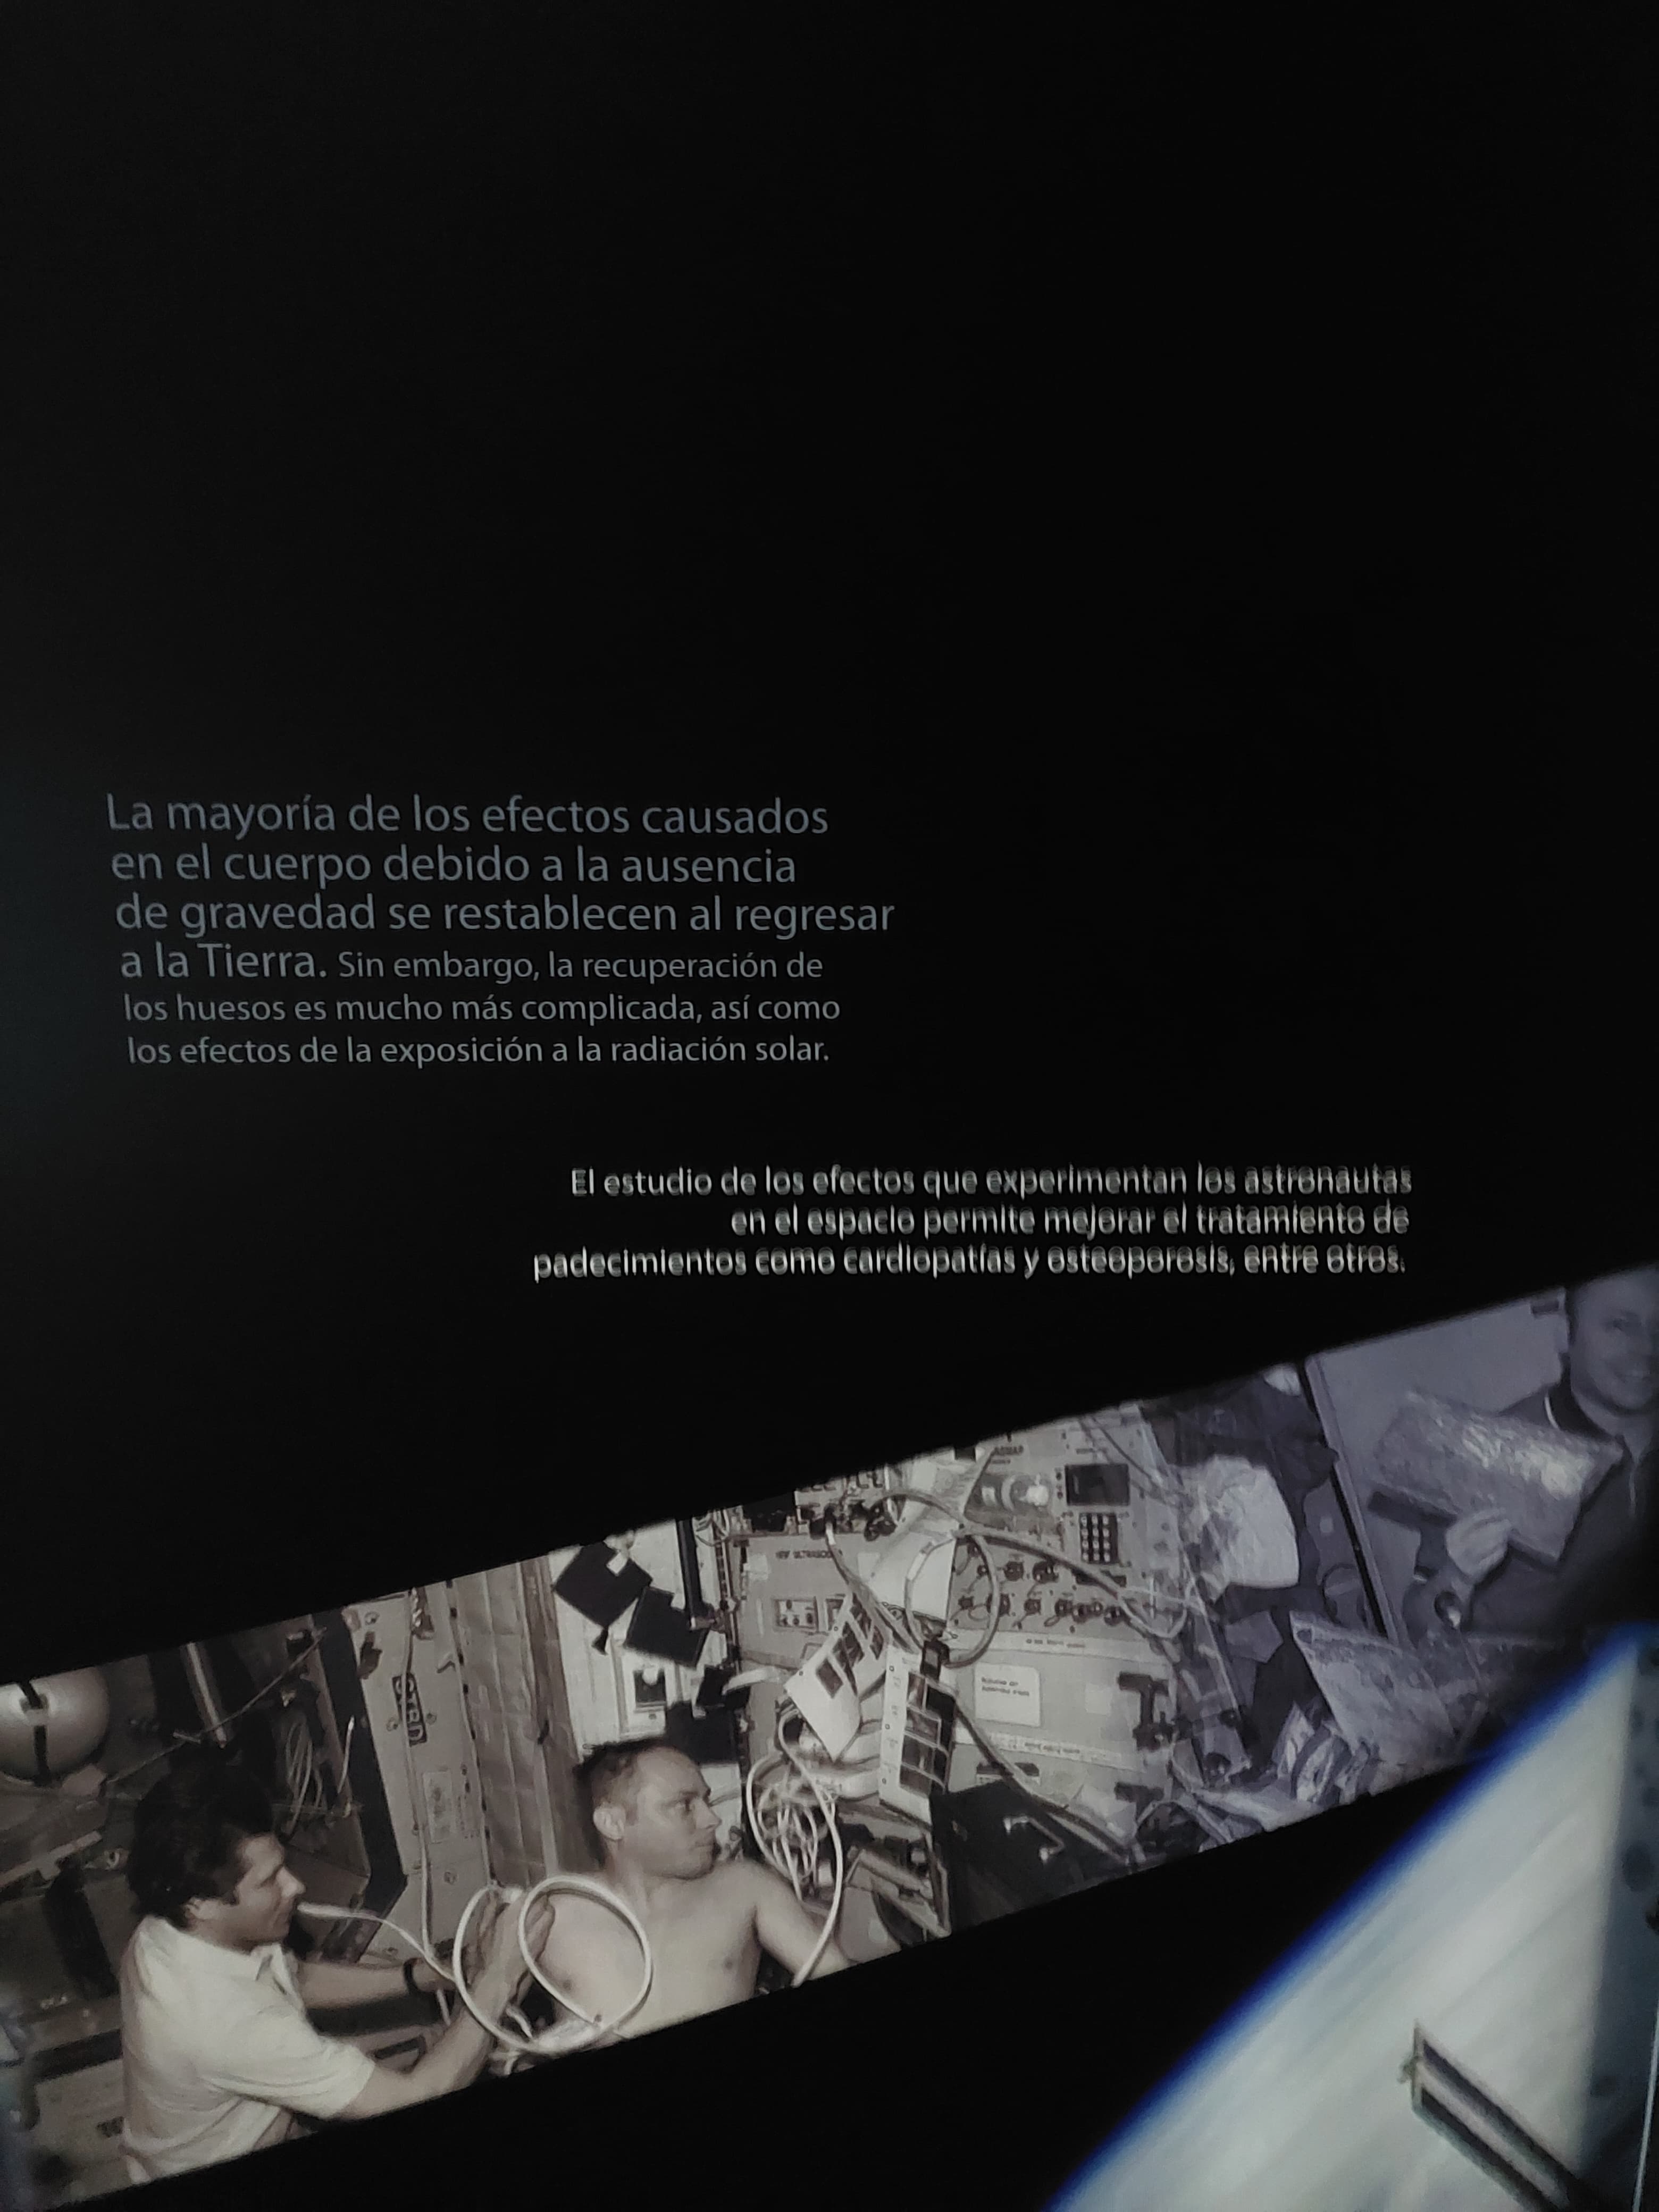 La mayoría de los efectos causados
en el cuerpo debido a la ausencia
de gravedad se restablecen al regresar
a la Tierra. Sin embargo, la recuperación de
los huesos es mucho más complicada, así como
los efectos de la exposición a la radiación solar.
El estudio de los efectos que experimentan los astronautas
en el espacio permite mejorar el tratamiento de
padecimientos como cardiopatías y osteoporosis, entre otros.
STBD